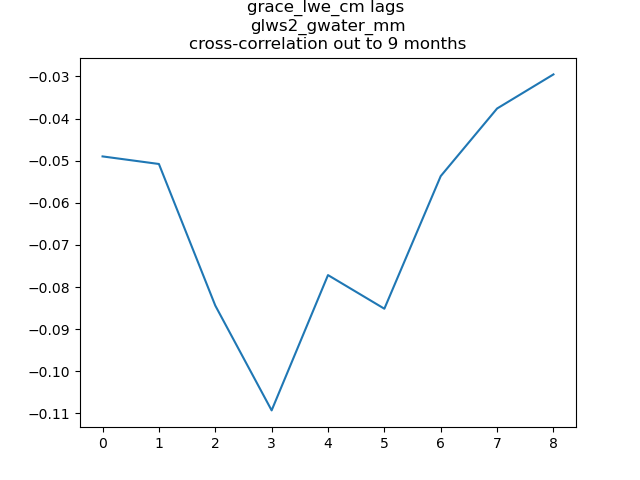 grace_lwe_cm lags
glws2_gwater_mm
cross-correlation out to 9 months
−0.03
−0.04
−0.05
−0.06
−0.07
−0.08
−0.09
−0.10
−0.11
0 1 2 3 4 5 6 7 8